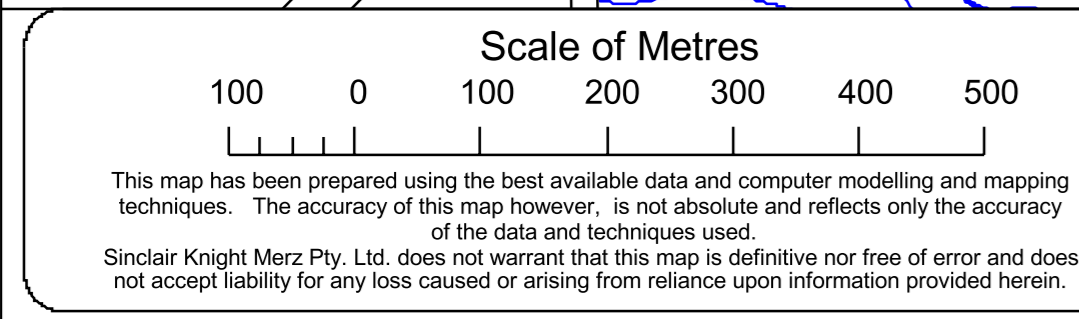 Scale of Metres
100 0 100 200 300 400 500
This map has been prepared using the best available data and computer modelling and mapping
techniques. The accuracy of this map however, is not absolute and reflects only the accuracy
of the data and techniques used.
Sinclair Knight Merz Pty. Ltd. does not warrant that this map is definitive nor free of error and does
not accept liability for any loss caused or arising from reliance upon information provided herein.